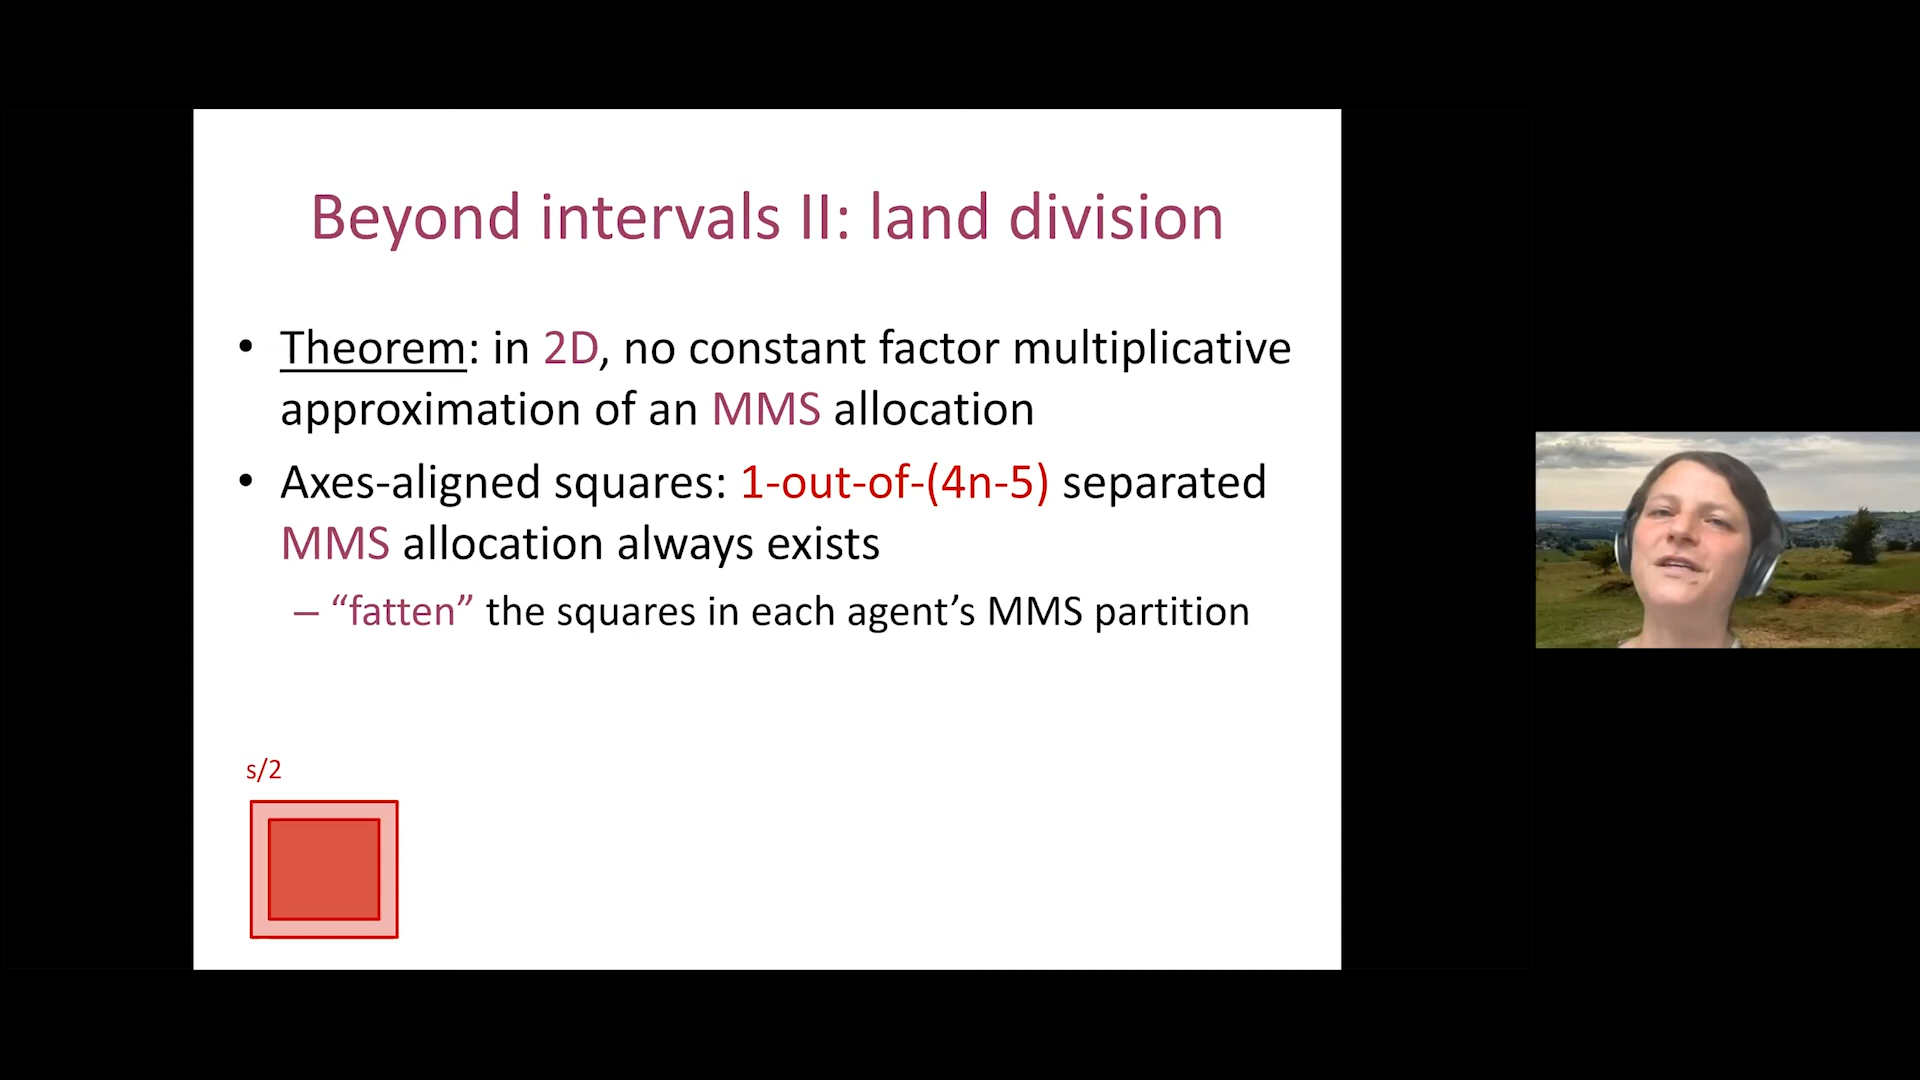 Beyond intervals II: land division
• Theorem: in 2D, no constant factor multiplicative
approximation of an MMS allocation
• Axes-aligned squares: 1-out-of-(4n-5) separated
MMS allocation always exists
– “fatten” the squares in each agent’s MMS partition
s/2